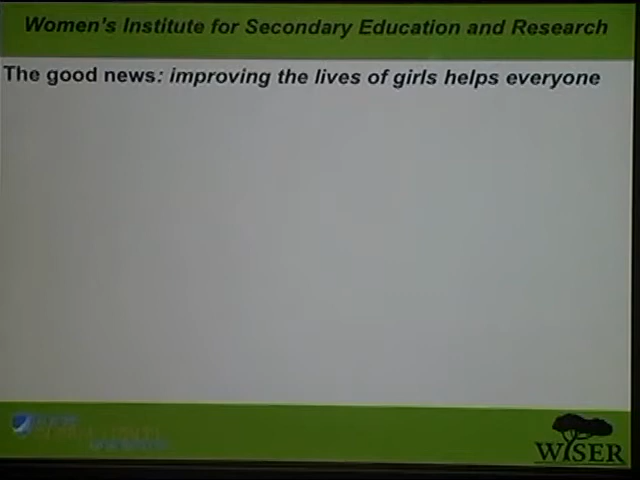 Women's Institute for Secondary Education and Research
The good news: improving the lives of girls helps everyone
WISER